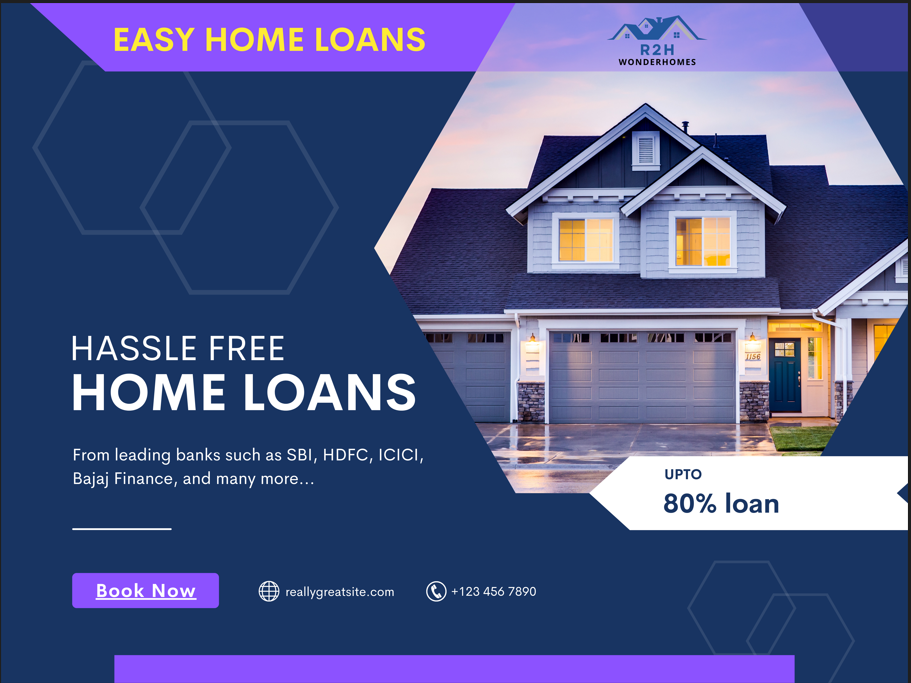 EASY HOME LOANS
R2H
WONDERHOMES
1186
HASSLE FREE
HOME LOANS
From leading banks such as SBI, HDFC, ICICI,
Bajaj Finance, and many more...
UPTO
80% loan
Book Now
reallygreatsite.com
+123 456 7890